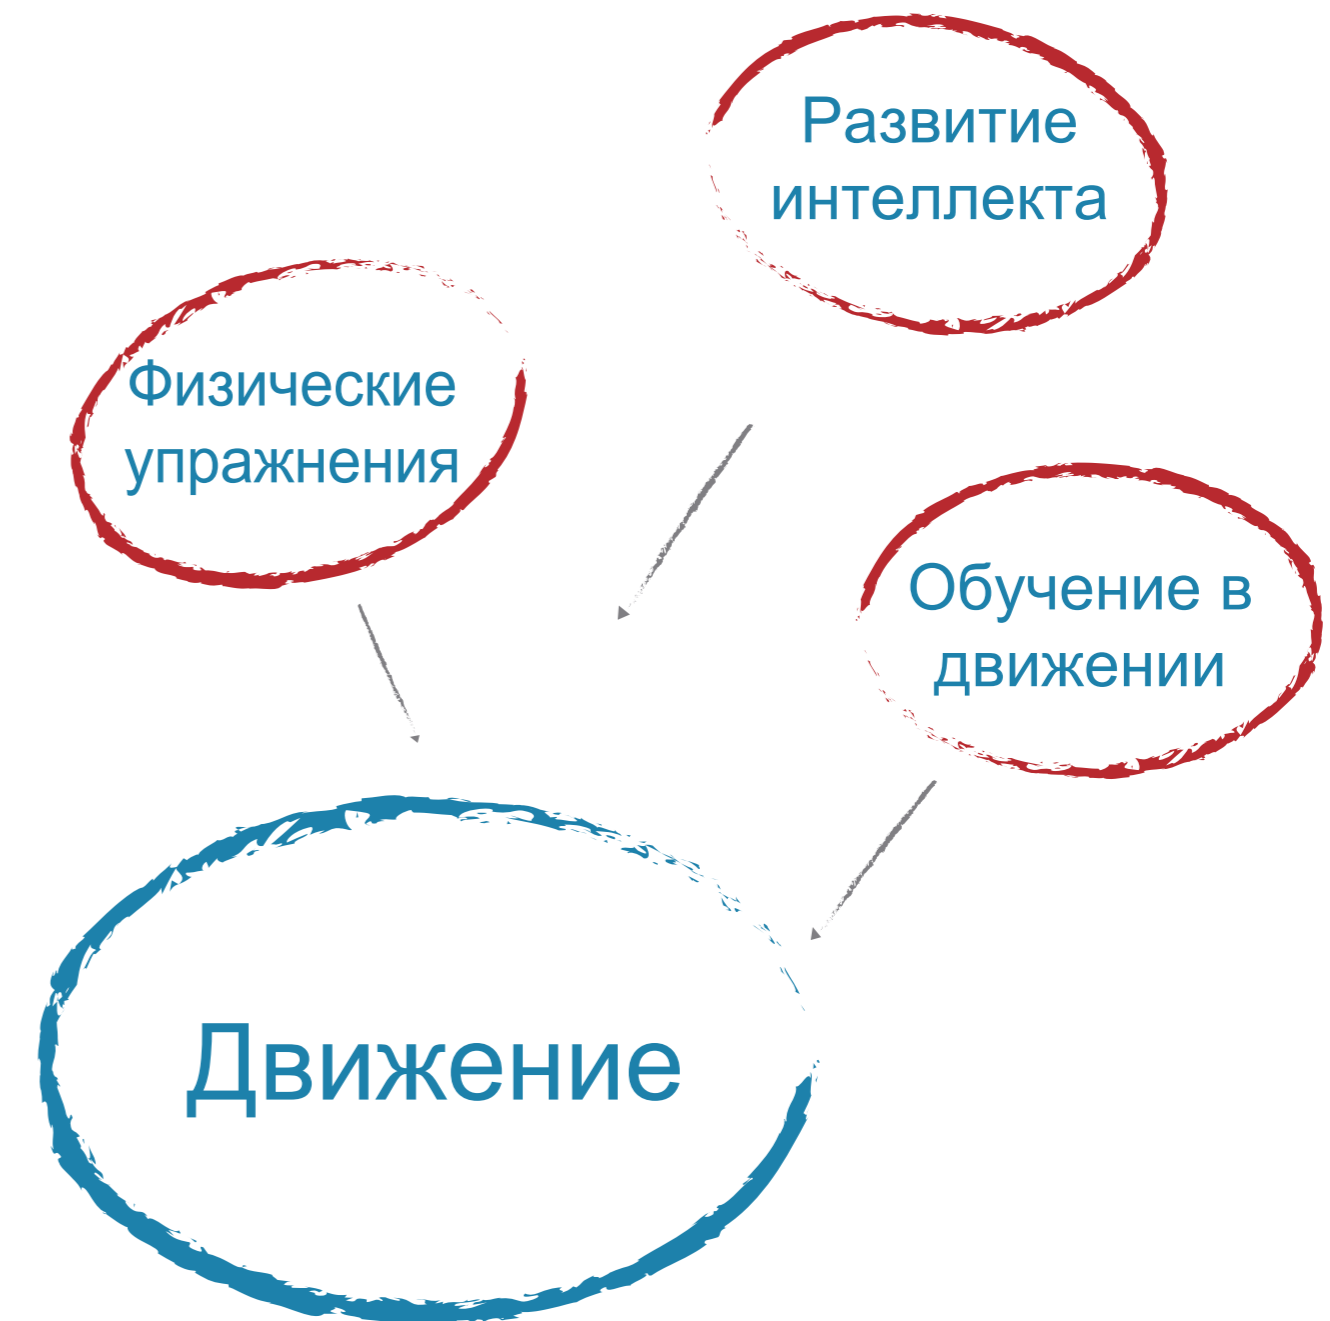 Развитие
интеллекта
Физические
упражнения
Обучение в
движении
Движение